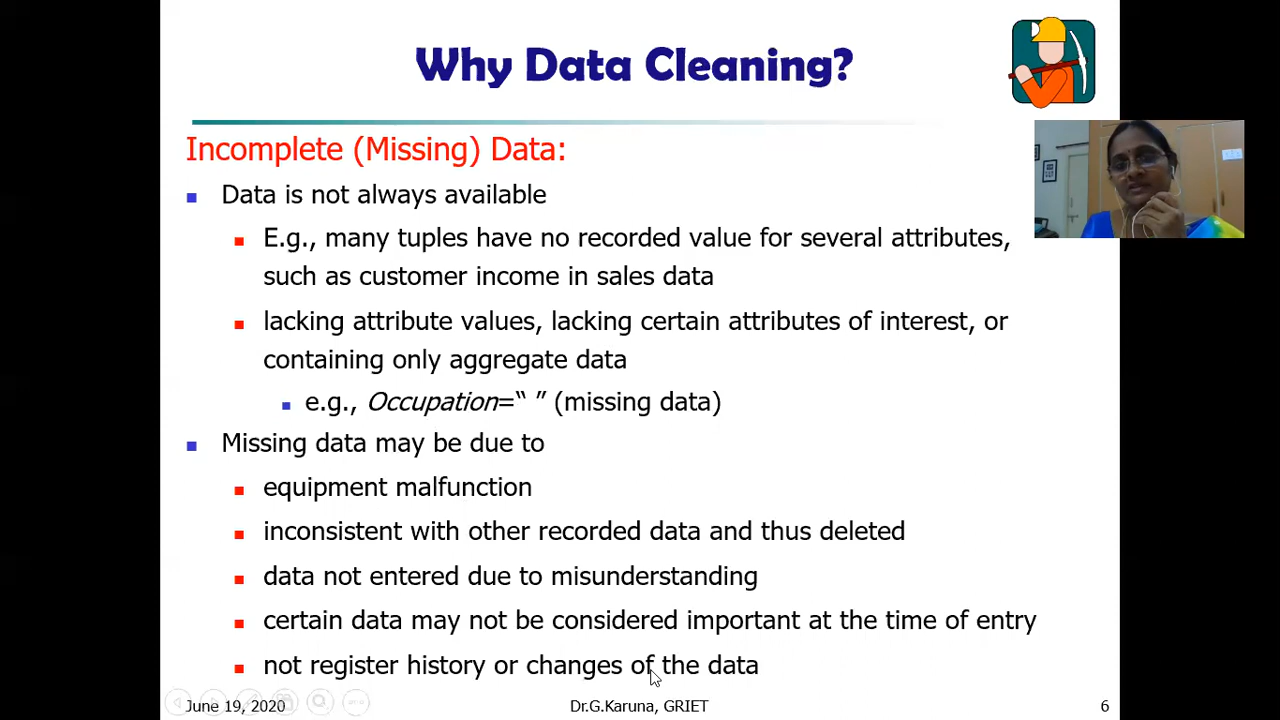 Why Data Cleaning?
Incomplete (Missing) Data:
Data is not always available
E.g., many tuples have no recorded value for several attributes,
such as customer income in sales data
lacking attribute values, lacking certain attributes of interest, or
containing only aggregate data
e.g., Occupation=“ ” (missing data)
Missing data may be due to
equipment malfunction
inconsistent with other recorded data and thus deleted
data not entered due to misunderstanding
certain data may not be considered important at the time of entry
not register history or changes of the data
June 19, 2020
Dr.G.Karuna, GRIET
6